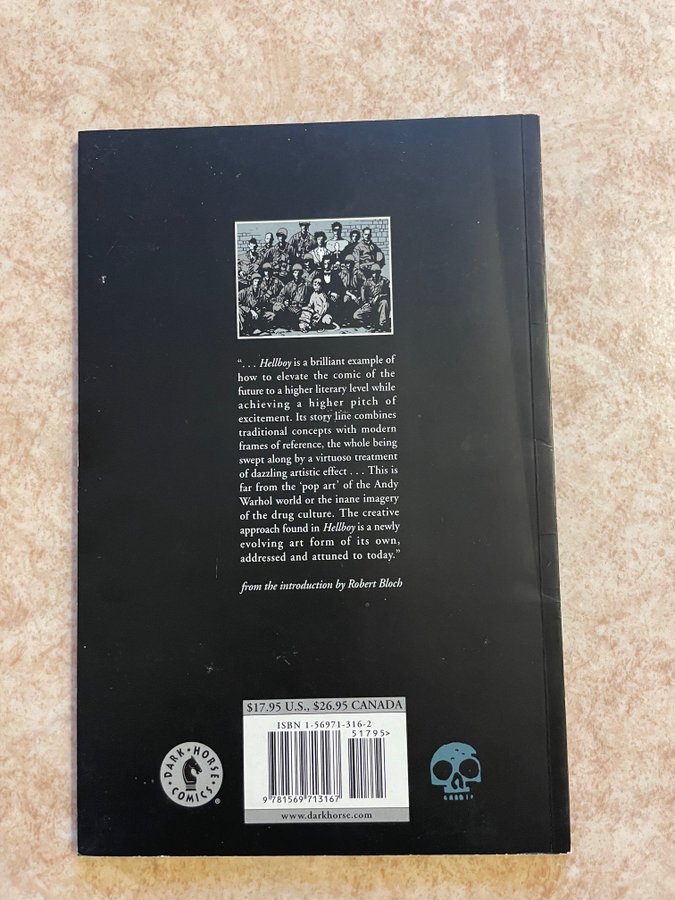 “. . . Hellboy is a brilliant example of
how to elevate the comic of the
future to a higher literary level while
achieving a higher pitch of
excitement. Its story line combines
traditional concepts with modern
frames of reference, the whole being
swept along by a virtuoso treatment
of dazzling artistic effect . . . This is
far from the ‘pop art’ of the Andy
Warhol world or the inane imagery
of the drug culture. The creative
approach found in Hellboy is a newly
evolving art form of its own,
addressed and attuned to today.”
from the introduction by Robert Bloch
$17.95 U.S., $26.95 CANADA
ISBN 1-56971-316-2
51795>
9 781569 713167
www.darkhorse.com
DARK·HORSE
COMICS
®